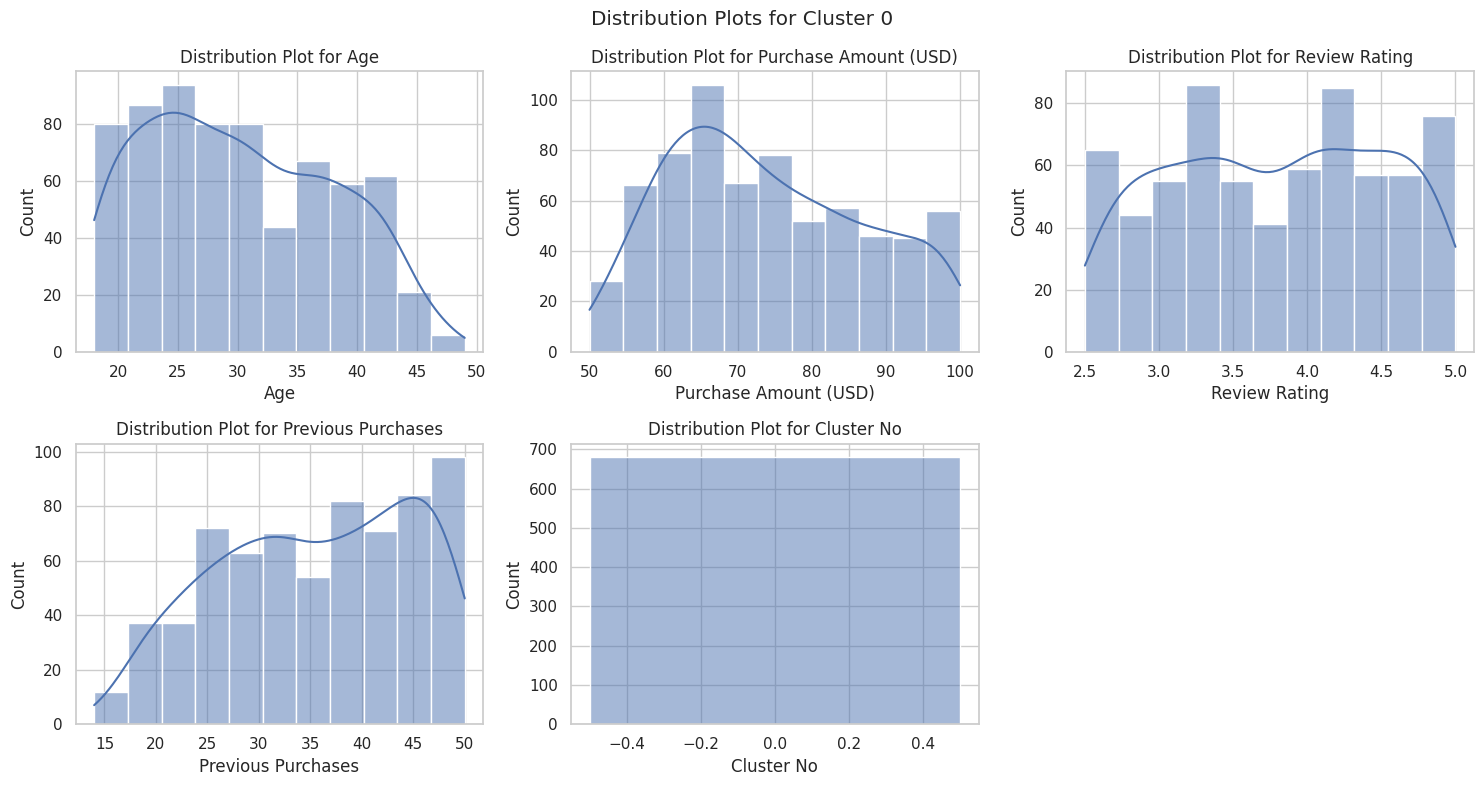 Distribution Plots for Cluster 0
Distribution Plot for Age
80
60
40
20
0
Count
20 25 30 35 40 45 50
Age
Distribution Plot for Purchase Amount (USD)
100
80
60
40
20
0
Count
50 60 70 80 90 100
Purchase Amount (USD)
Distribution Plot for Review Rating
80
60
40
20
0
Count
2.5 3.0 3.5 4.0 4.5 5.0
Review Rating
Distribution Plot for Previous Purchases
100
80
60
40
20
0
Count
15 20 25 30 35 40 45 50
Previous Purchases
Distribution Plot for Cluster No
700
600
500
400
300
200
100
0
Count
−0.4 −0.2 0.0 0.2 0.4
Cluster No